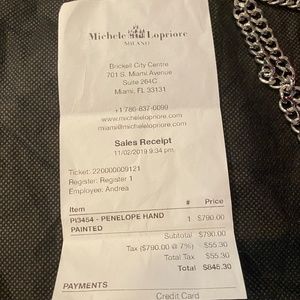 Michele Lopriore
MILANO
Brickell City Centre
701 S. Miami Avenue
Suite 264C
Miami, FL 33131
+1 786-837-0099
www.michelelopriore.com
miami@michelelopriore.com
Sales Receipt
11/02/2019 9:34 pm
Ticket: 220000009121
Register: Register 1
Employee: Andrea
Item # Price
PI3454 - PENELOPE HAND PAINTED 1 $790.00
Subtotal $790.00
Tax ($790.00 @ 7%) $55.30
Total Tax $55.30
Total $845.30
PAYMENTS
Credit Card